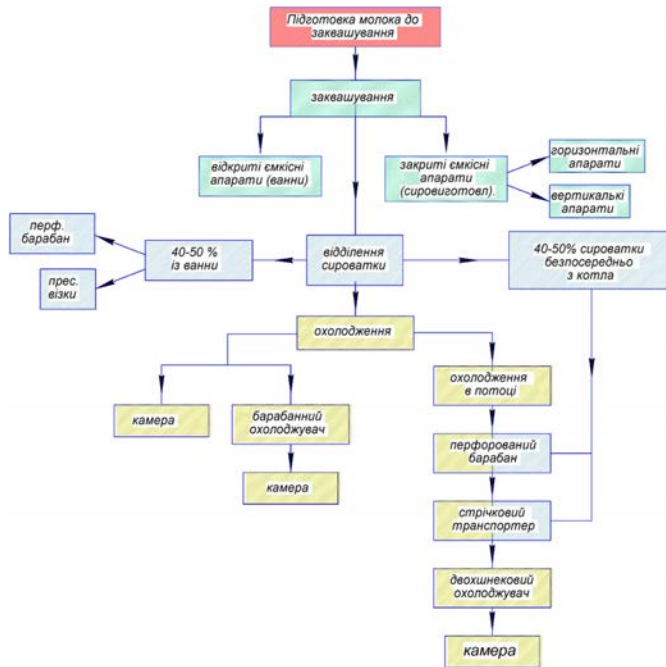 Підготовка молока до
заквашування
заквашування
відкриті ємкісні
апарати (ванни)
закриті ємкісні
апарати
(сировиготовл).
горизонтальні
апарати
вертикалькі
апарати
перф.
барабан
прес.
візки
40-50 %
із ванни
відділення
сироватки
40-50% сироватки
безпосередньо
з котла
охолодження
камера
барабанний
охолоджувач
камера
охолодження
в потоці
перфорований
барабан
стрічковий
транспортер
двохшнековий
охолоджувач
камера